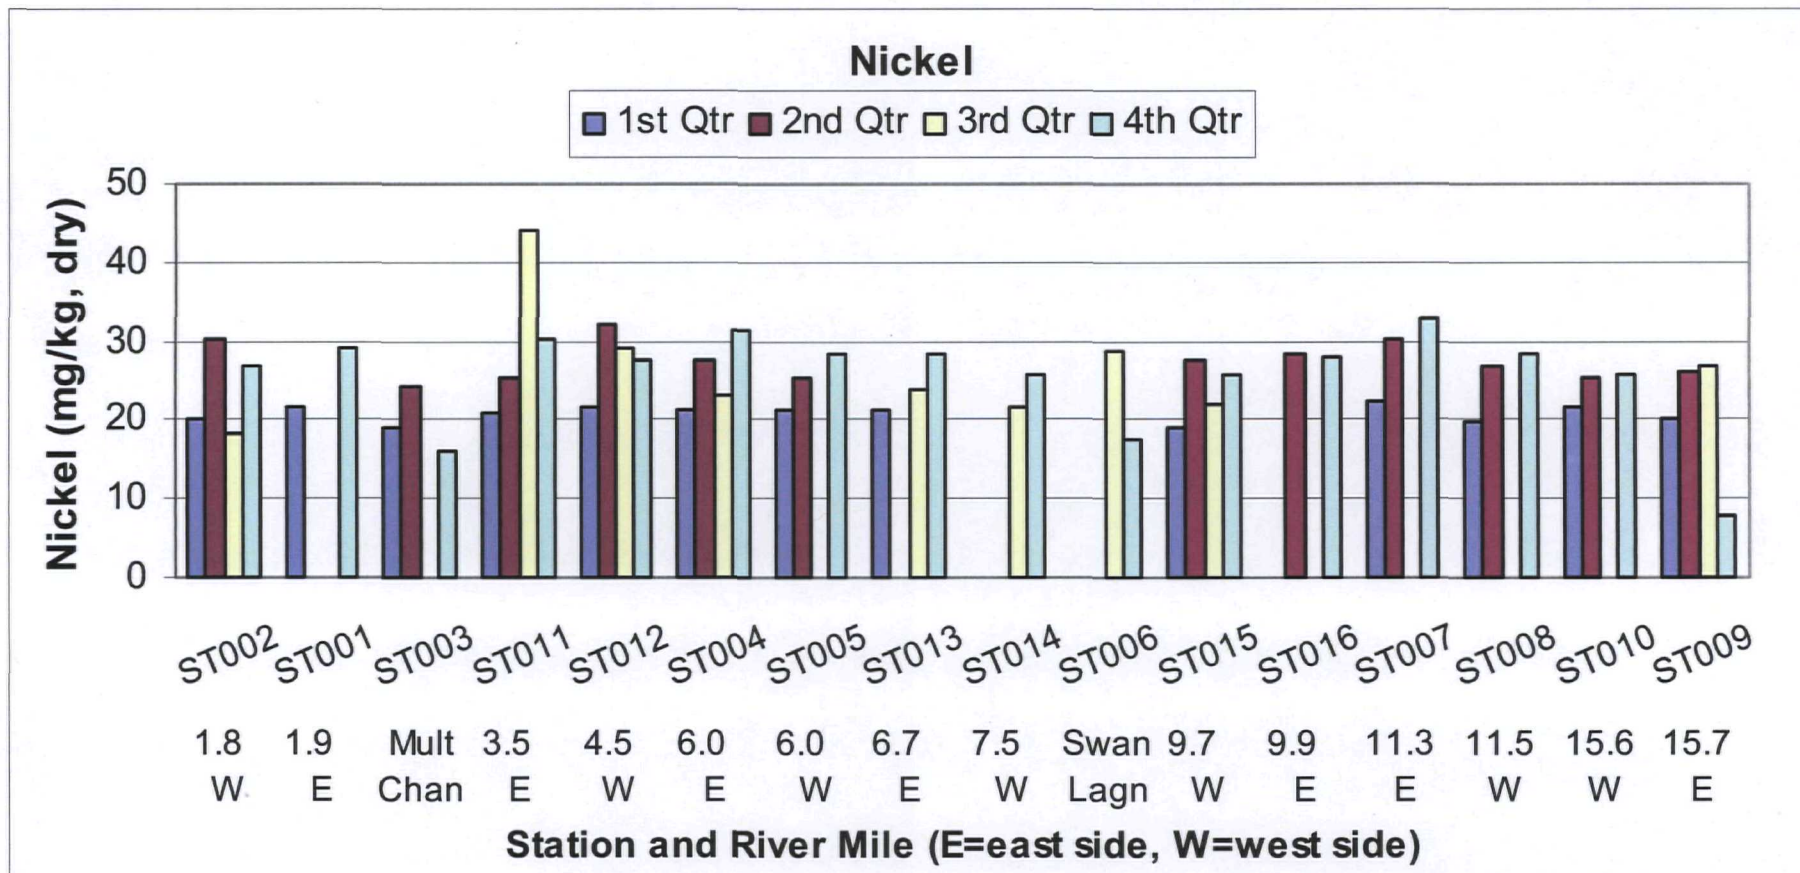 Nickel
1st Qtr 2nd Qtr 3rd Qtr 4th Qtr
Nickel (mg/kg, dry)
50
40
30
20
10
0
ST002 ST001 ST003 ST011 ST012 ST004 ST005 ST013 ST014 ST006 ST015 ST016 ST007 ST008 ST010 ST009
1.8 1.9 Mult 3.5 4.5 6.0 6.0 6.7 7.5 Swan 9.7 9.9 11.3 11.5 15.6 15.7
W E Chan E W E W E W Lagn W E E W W E
Station and River Mile (E=east side, W=west side)